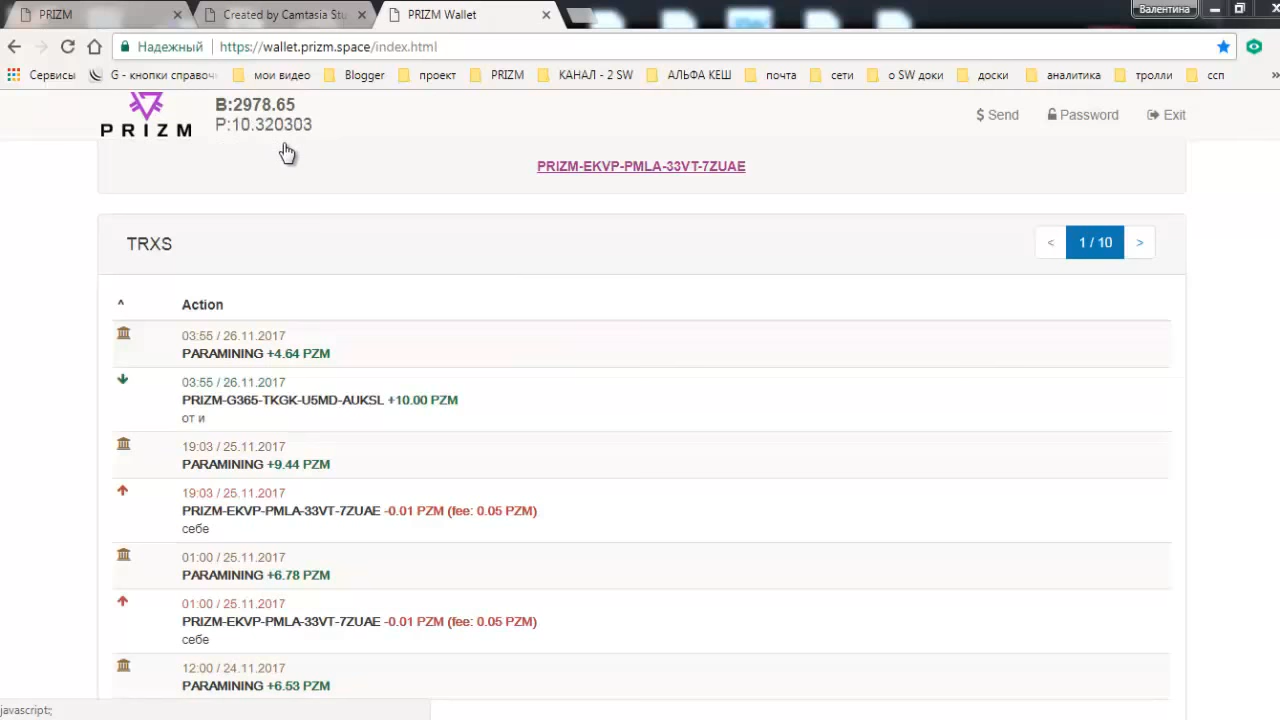 PRIZM
Created by Camtasia Stu
PRIZM Wallet
Валентина
Надежный
https://wallet.prizm.space/index.html
Сервисы
G - кнопки справоч
мои видео
Blogger
проект
PRIZM
КАНАЛ - 2 SW
АЛЬФА КЕШ
почта
сети
о SW доки
доски
аналитика
тролли
ссп
PRIZM
B:2978.65
P:10.320303
$ Send
Password
Exit
PRIZM-EKVP-PMLA-33VT-7ZUAE
TRXS
< 1 / 10 >
^ Action
03:55 / 26.11.2017
PARAMINING +4.64 PZM
03:55 / 26.11.2017
PRIZM-G365-TKGK-U5MD-AUKSL +10.00 PZM
от и
19:03 / 25.11.2017
PARAMINING +9.44 PZM
19:03 / 25.11.2017
PRIZM-EKVP-PMLA-33VT-7ZUAE -0.01 PZM (fee: 0.05 PZM)
себе
01:00 / 25.11.2017
PARAMINING +6.78 PZM
01:00 / 25.11.2017
PRIZM-EKVP-PMLA-33VT-7ZUAE -0.01 PZM (fee: 0.05 PZM)
себе
12:00 / 24.11.2017
PARAMINING +6.53 PZM
javascript:;